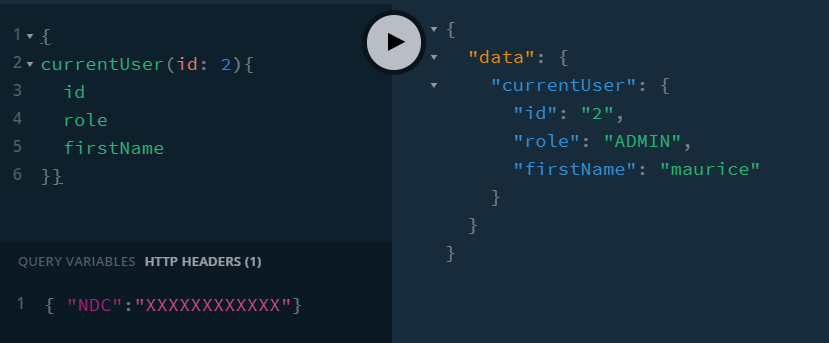 1 {
2 currentUser(id: 2){
3 id
4 role
5 firstName
6 }}
QUERY VARIABLES HTTP HEADERS (1)
1 { "NDC":"XXXXXXXXXXXX"}
{
"data": {
"currentUser": {
"id": "2",
"role": "ADMIN",
"firstName": "maurice"
}
}
}